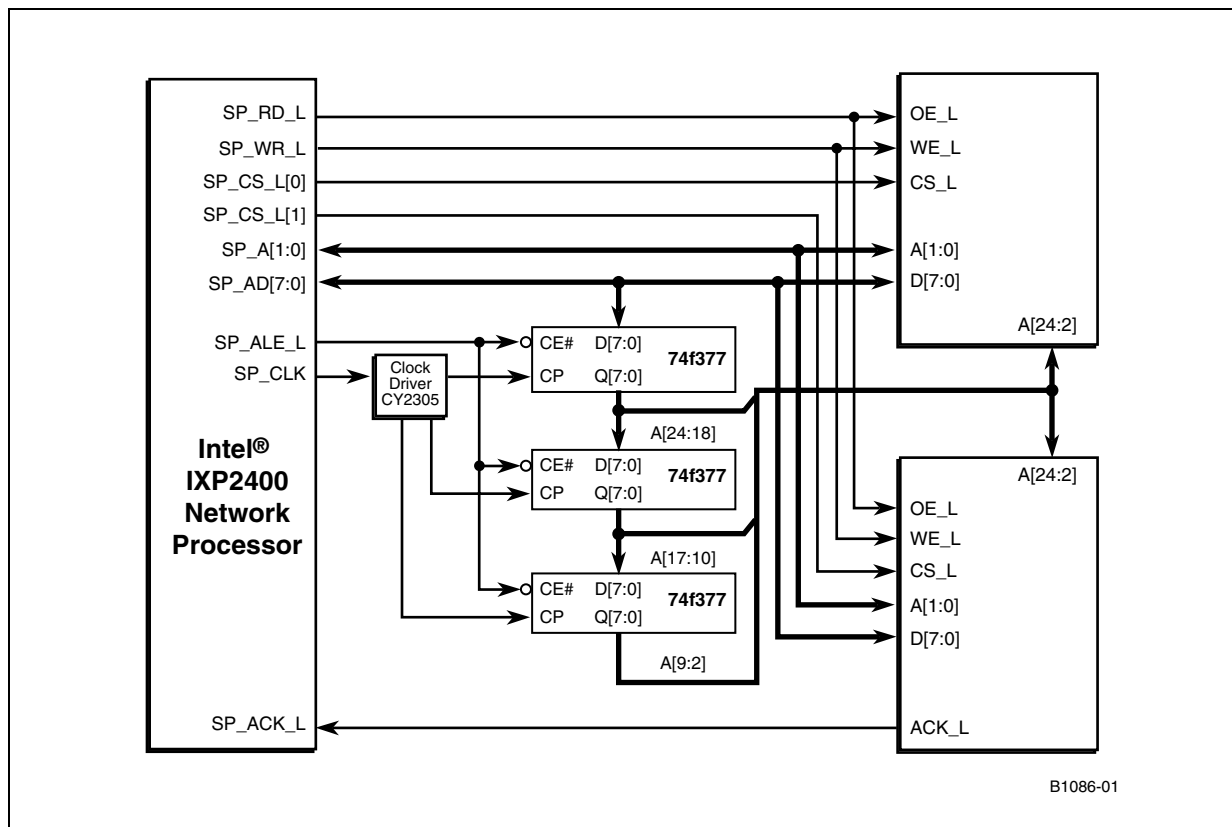 SP_RD_L
SP_WR_L
SP_CS_L[0]
SP_CS_L[1]
SP_A[1:0]
SP_AD[7:0]
SP_ALE_L
SP_CLK
Intel®
IXP2400
Network
Processor
SP_ACK_L
Clock
Driver
CY2305
CE# D[7:0]
74f377
CP Q[7:0]
A[24:18]
CE# D[7:0]
74f377
CP Q[7:0]
A[17:10]
CE# D[7:0]
74f377
CP Q[7:0]
A[9:2]
OE_L
WE_L
CS_L
A[1:0]
D[7:0]
A[24:2]
A[24:2]
OE_L
WE_L
CS_L
A[1:0]
D[7:0]
ACK_L
B1086-01